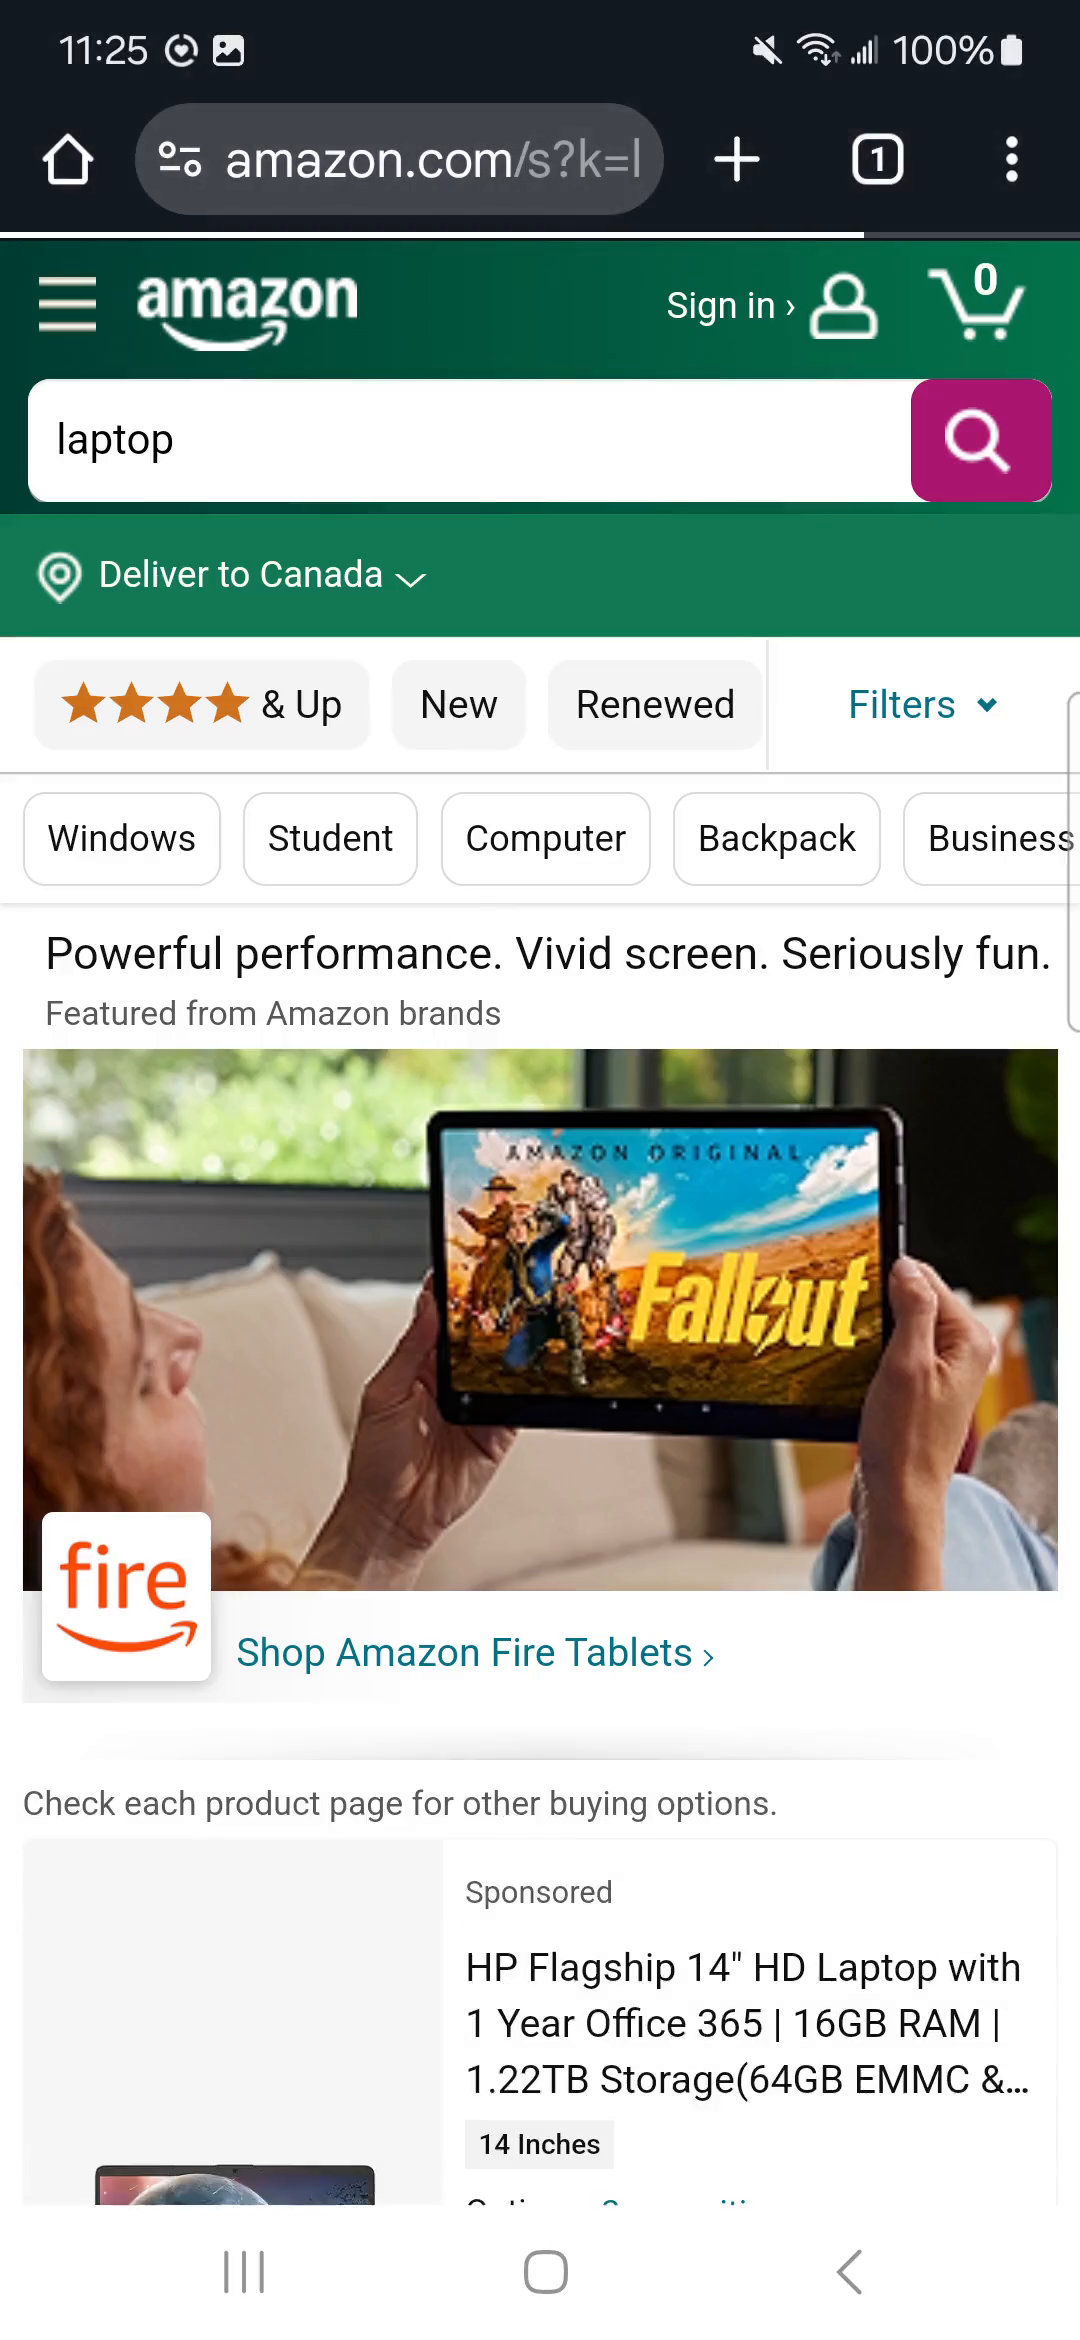 11:25
100%
amazon.com/s?k=l
1
amazon
Sign in ›
0
laptop
Deliver to Canada
& Up
New
Renewed
Filters
Windows
Student
Computer
Backpack
Business
Powerful performance. Vivid screen. Seriously fun.
Featured from Amazon brands
AMAZON ORIGINAL
Fallout
fire
Shop Amazon Fire Tablets ›
Check each product page for other buying options.
Sponsored
HP Flagship 14" HD Laptop with
1 Year Office 365 | 16GB RAM |
1.22TB Storage(64GB EMMC &...
14 Inches